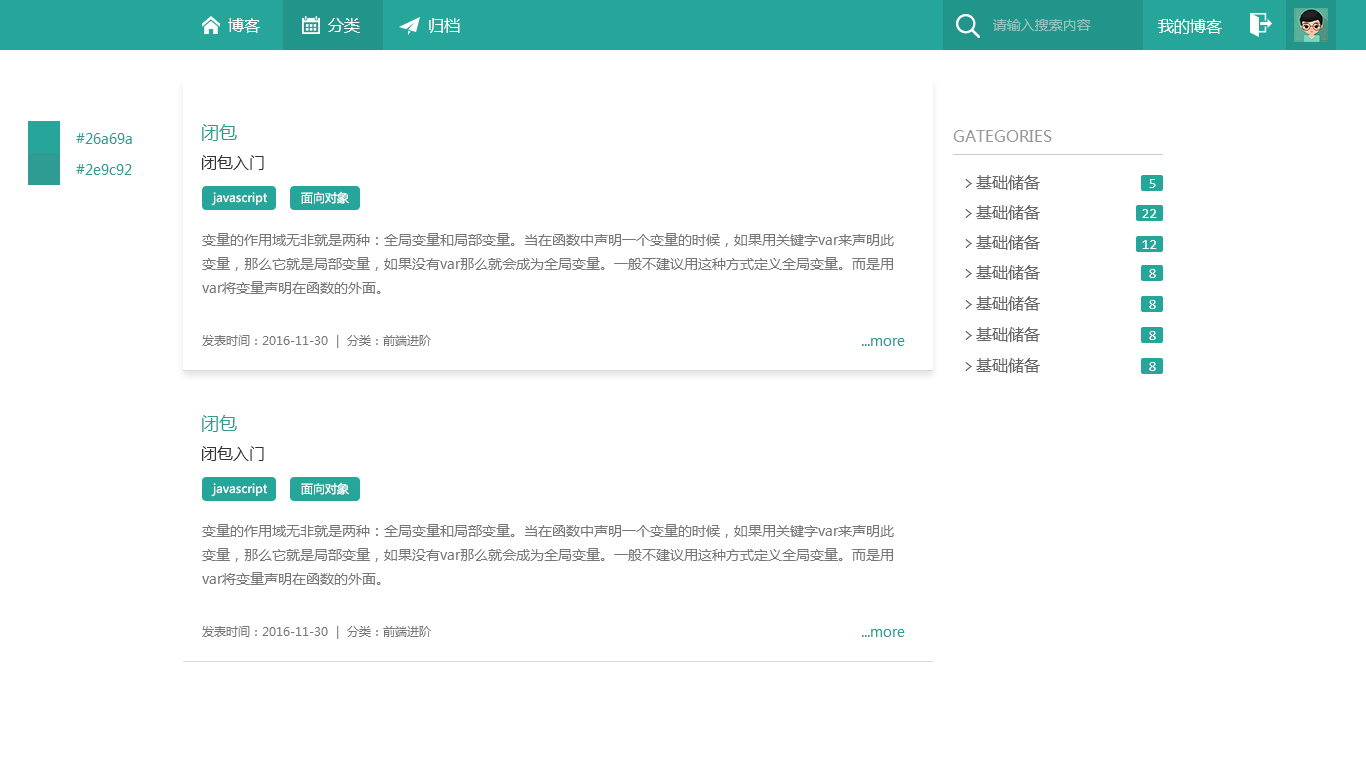 博客 分类 归档 请输入搜索内容 我的博客
#26a69a
#2e9c92
闭包
闭包入门
javascript 面向对象
变量的作用域无非就是两种：全局变量和局部变量。当在函数中声明一个变量的时候，如果用关键字var来声明此
变量，那么它就是局部变量，如果没有var那么就会成为全局变量。一般不建议用这种方式定义全局变量。而是用
var将变量声明在函数的外面。
发表时间：2016-11-30 | 分类：前端进阶 ...more
闭包
闭包入门
javascript 面向对象
变量的作用域无非就是两种：全局变量和局部变量。当在函数中声明一个变量的时候，如果用关键字var来声明此
变量，那么它就是局部变量，如果没有var那么就会成为全局变量。一般不建议用这种方式定义全局变量。而是用
var将变量声明在函数的外面。
发表时间：2016-11-30 | 分类：前端进阶 ...more
GATEGORIES
> 基础储备 5
> 基础储备 22
> 基础储备 12
> 基础储备 8
> 基础储备 8
> 基础储备 8
> 基础储备 8